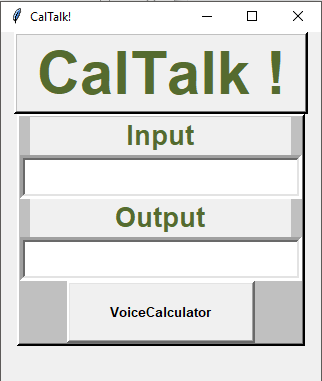 CalTalk!
CalTalk !
Input
Output
VoiceCalculator